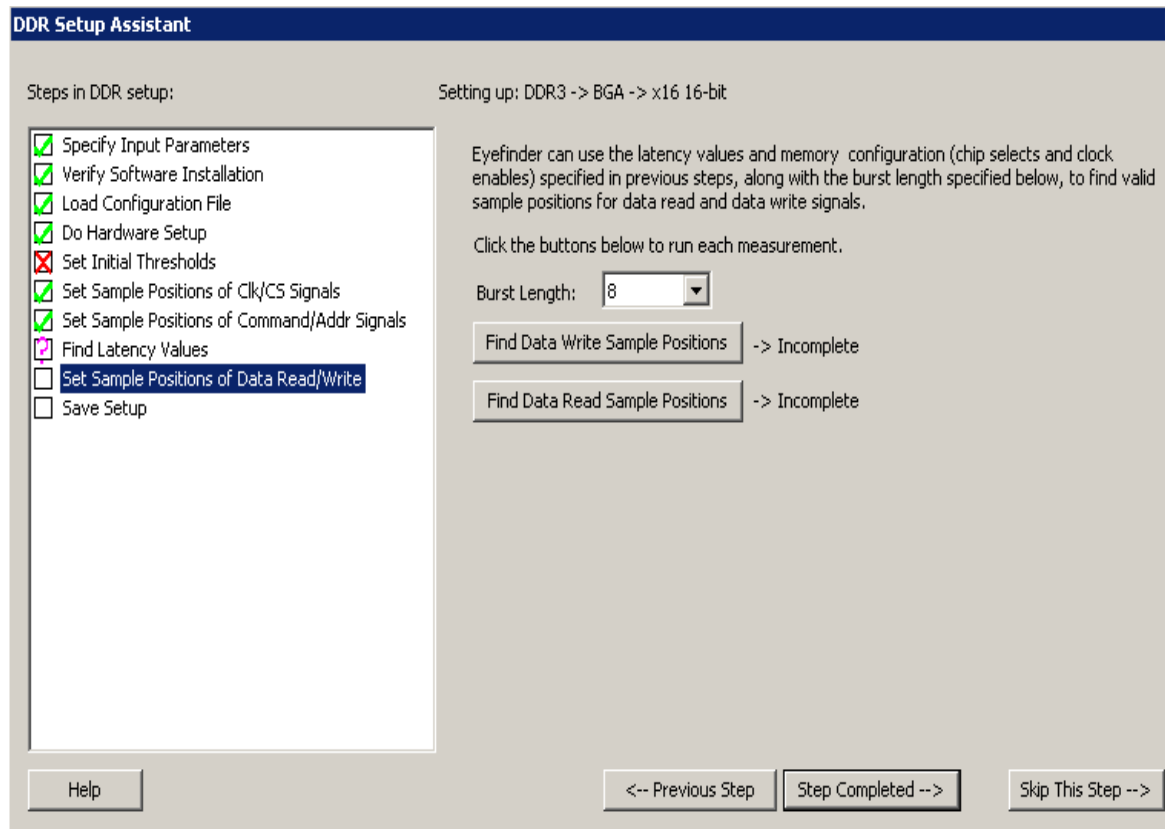 DDR Setup Assistant
Steps in DDR setup:
Setting up: DDR3 -> BGA -> x16 16-bit
Specify Input Parameters
Verify Software Installation
Load Configuration File
Do Hardware Setup
Set Initial Thresholds
Set Sample Positions of Clk/CS Signals
Set Sample Positions of Command/Addr Signals
? Find Latency Values
Set Sample Positions of Data Read/Write
Save Setup
Eyefinder can use the latency values and memory configuration (chip selects and clock
enables) specified in previous steps, along with the burst length specified below, to find valid
sample positions for data read and data write signals.
Click the buttons below to run each measurement.
Burst Length: 8
Find Data Write Sample Positions -> Incomplete
Find Data Read Sample Positions -> Incomplete
Help
<-- Previous Step
Step Completed -->
Skip This Step -->